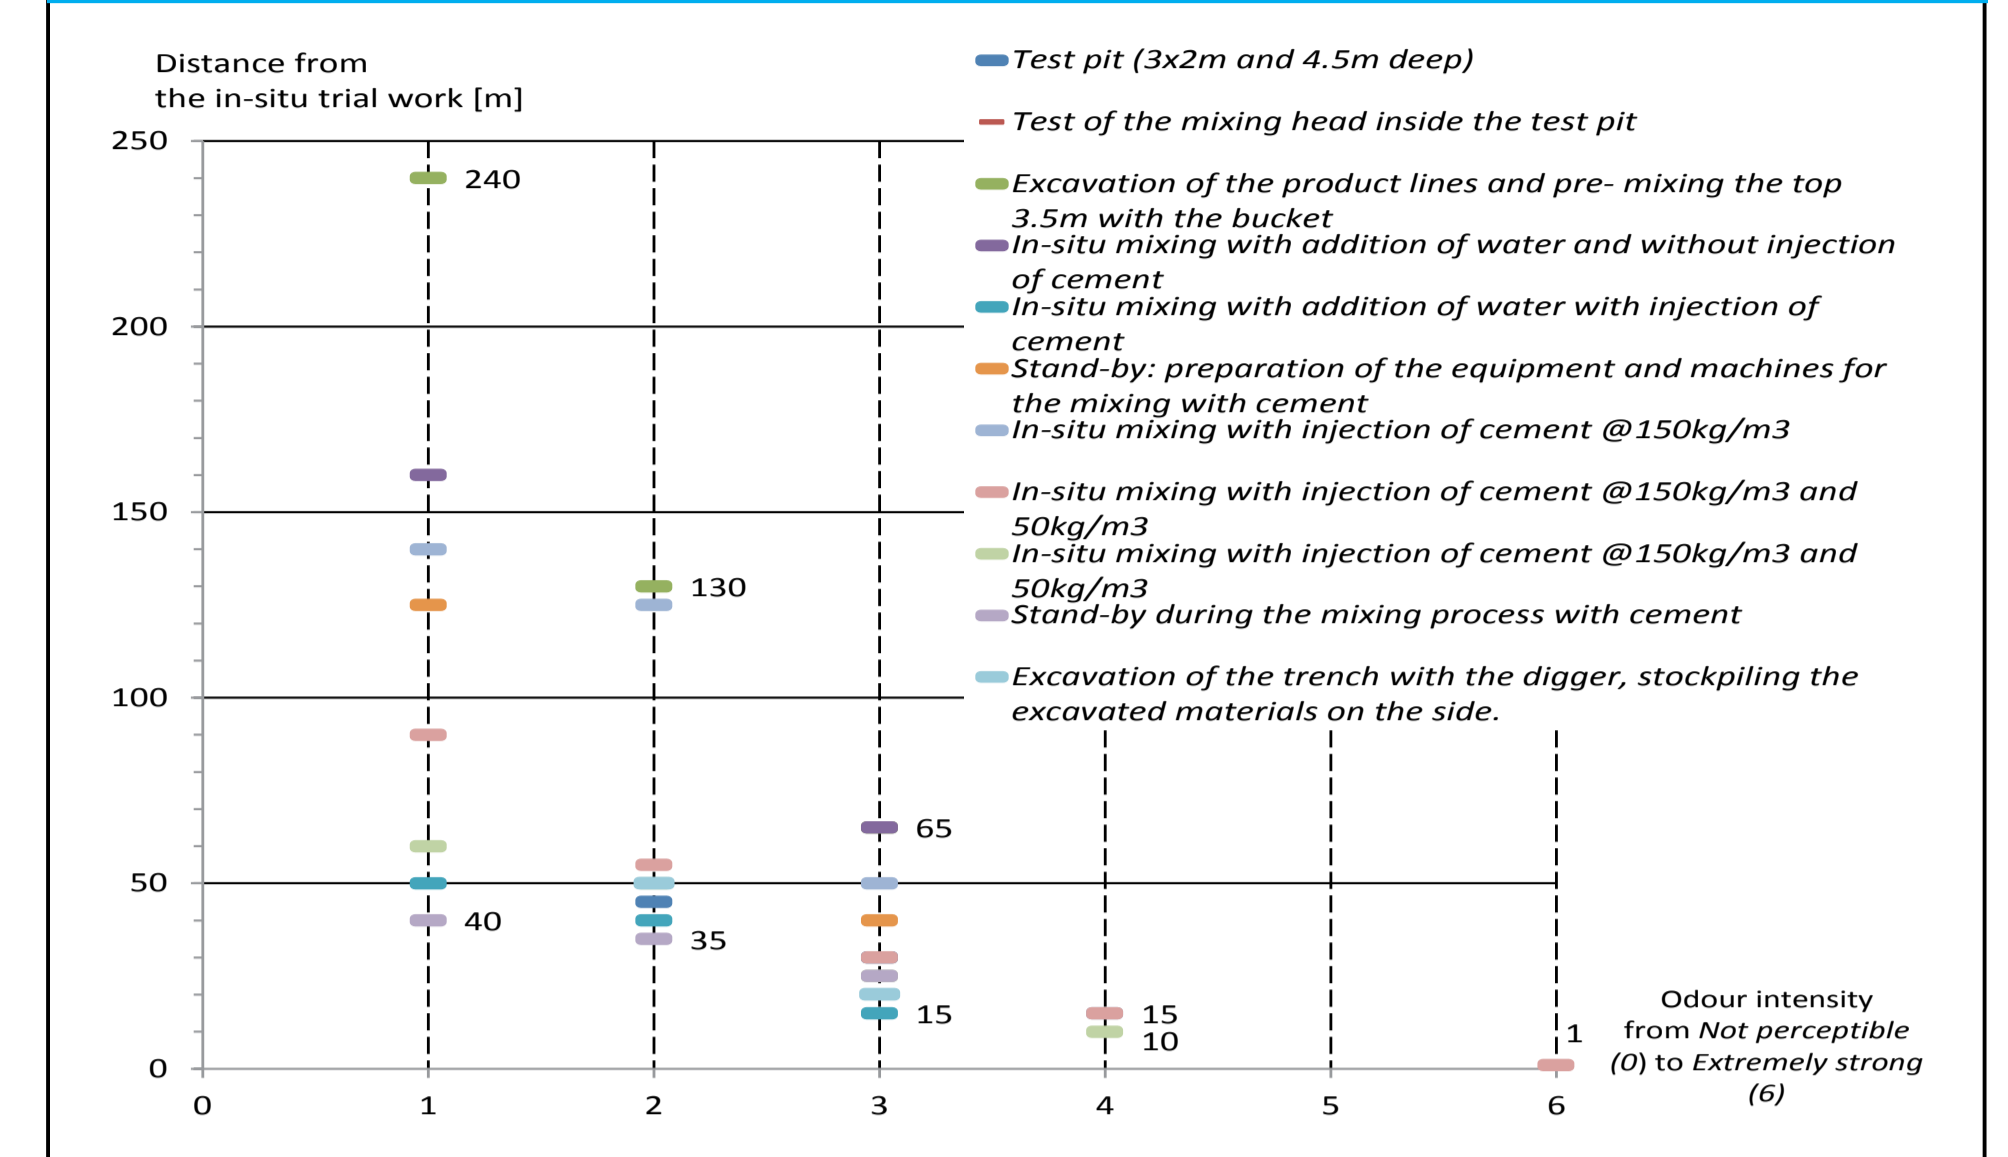 Distance from
the in-situ trial work [m]
250
200
150
100
50
0
0
1
2
3
4
5
6
240
40
130
35
65
15
15
10
1
Test pit (3x2m and 4.5m deep)
Test of the mixing head inside the test pit
Excavation of the product lines and pre- mixing the top
3.5m with the bucket
In-situ mixing with addition of water and without injection
of cement
In-situ mixing with addition of water with injection of
cement
Stand-by: preparation of the equipment and machines for
the mixing with cement
In-situ mixing with injection of cement @150kg/m3
In-situ mixing with injection of cement @150kg/m3 and
50kg/m3
In-situ mixing with injection of cement @150kg/m3 and
50kg/m3
Stand-by during the mixing process with cement
Excavation of the trench with the digger, stockpiling the
excavated materials on the side.
Odour intensity
from Not perceptible
(0) to Extremely strong
(6)